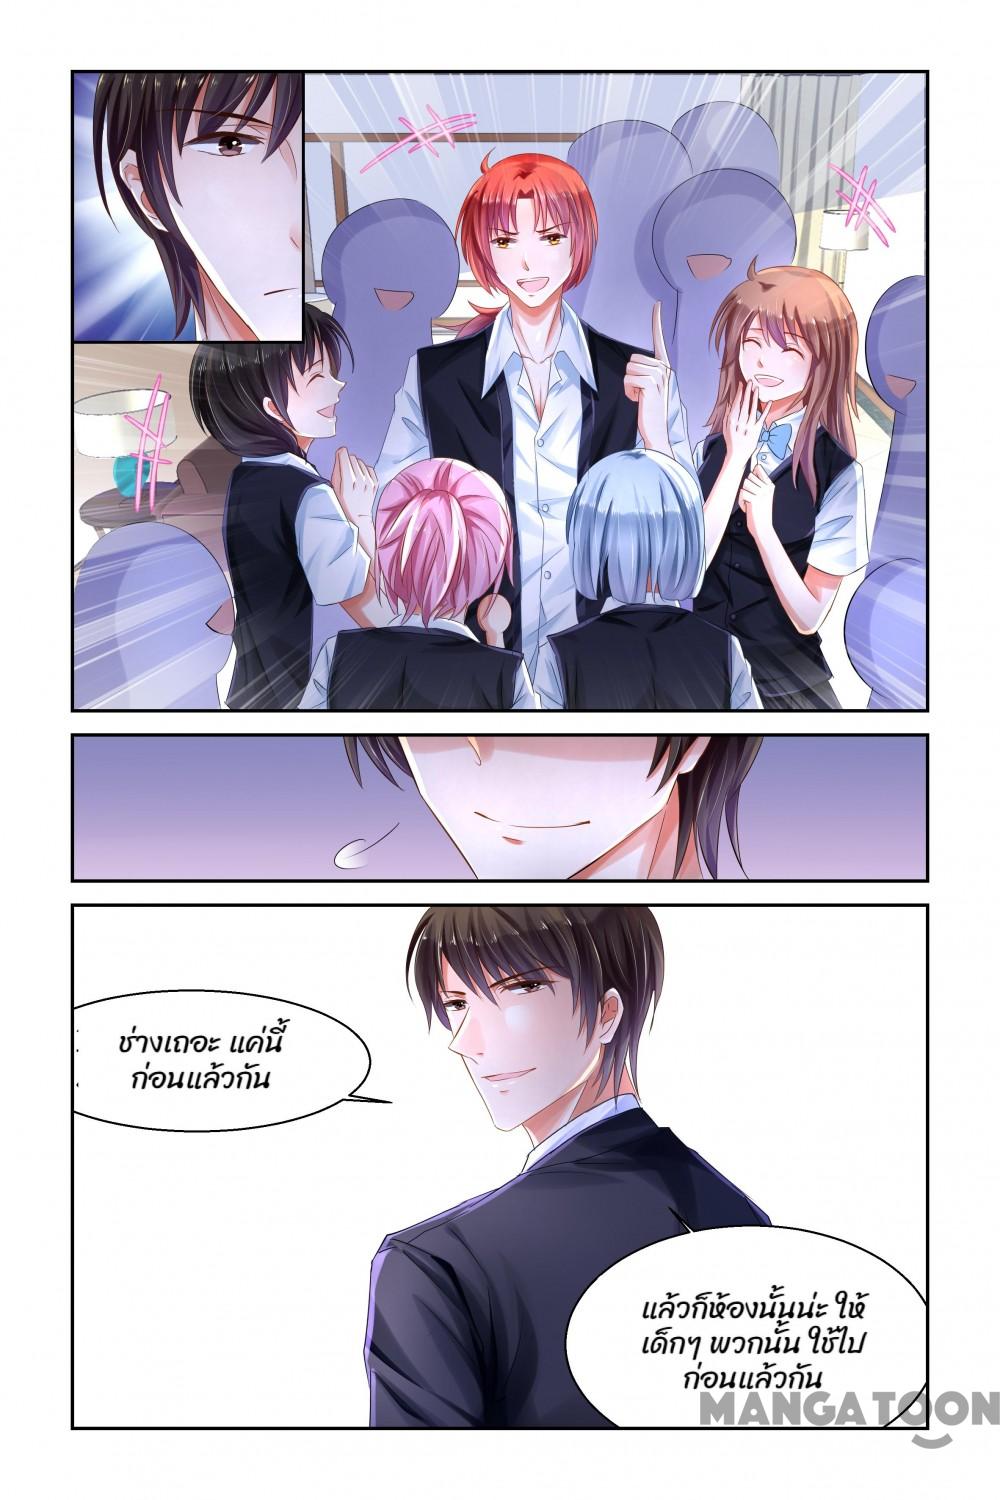 ช่างเถอะ แค่นี้
ก่อนแล้วกัน
แล้วก็ห้องนั้นน่ะ ให้
เด็กๆ พวกนั้น ใช้ไป
ก่อนแล้วกัน
MANGATOON